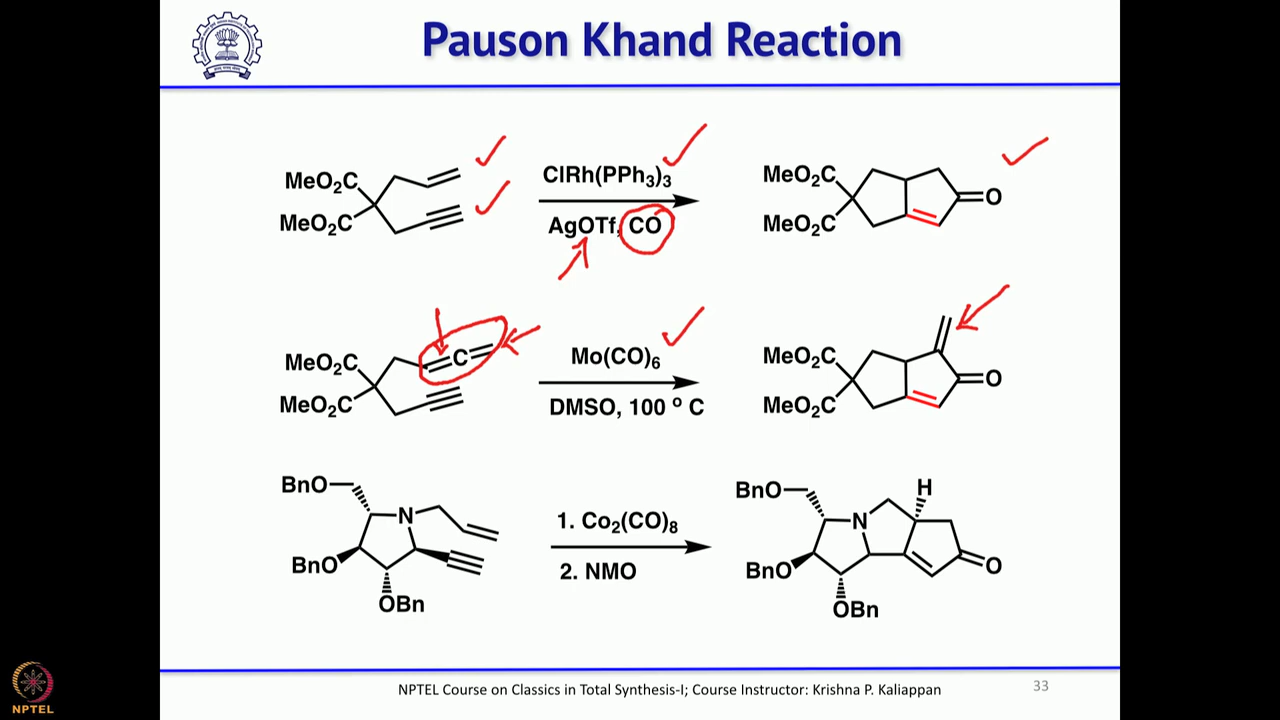 Pauson Khand Reaction
MeO₂C
MeO₂C
ClRh(PPh₃)₃
AgOTf, CO
MeO₂C
MeO₂C
O
MeO₂C
MeO₂C
C
Mo(CO)₆
DMSO, 100 ° C
MeO₂C
MeO₂C
O
BnO
N
BnO
OBn
1. Co₂(CO)₈
2. NMO
BnO
H
N
BnO
O
OBn
NPTEL Course on Classics in Total Synthesis-I; Course Instructor: Krishna P. Kaliappan
33
NPTEL